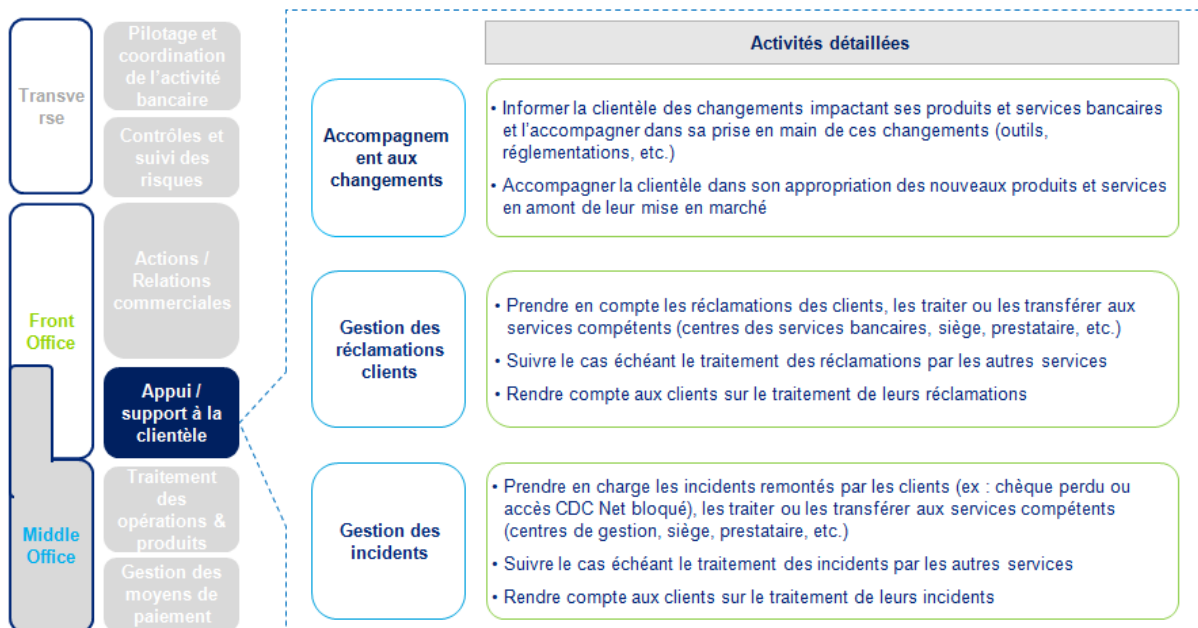 Transve
rse
Front
Office
Middle
Office
Pilotage et
coordination
de l'activité
bancaire
Contrôles et
suivi des
risques
Actions /
Relations
commerciales
Appui /
support à la
clientèle
Traitement
des
opérations &
produits
Gestion des
moyens de
paiement
Activités détaillées
Accompagnem
ent aux
changements
• Informer la clientèle des changements impactant ses produits et services bancaires
et l'accompagner dans sa prise en main de ces changements (outils,
réglementations, etc.)
• Accompagner la clientèle dans son appropriation des nouveaux produits et services
en amont de leur mise en marché
Gestion des
réclamations
clients
• Prendre en compte les réclamations des clients, les traiter ou les transférer aux
services compétents (centres des services bancaires, siège, prestataire, etc.)
• Suivre le cas échéant le traitement des réclamations par les autres services
• Rendre compte aux clients sur le traitement de leurs réclamations
Gestion des
incidents
• Prendre en charge les incidents remontés par les clients (ex : chèque perdu ou
accès CDC Net bloqué), les traiter ou les transférer aux services compétents
(centres de gestion, siège, prestataire, etc.)
• Suivre le cas échéant le traitement des incidents par les autres services
• Rendre compte aux clients sur le traitement de leurs incidents